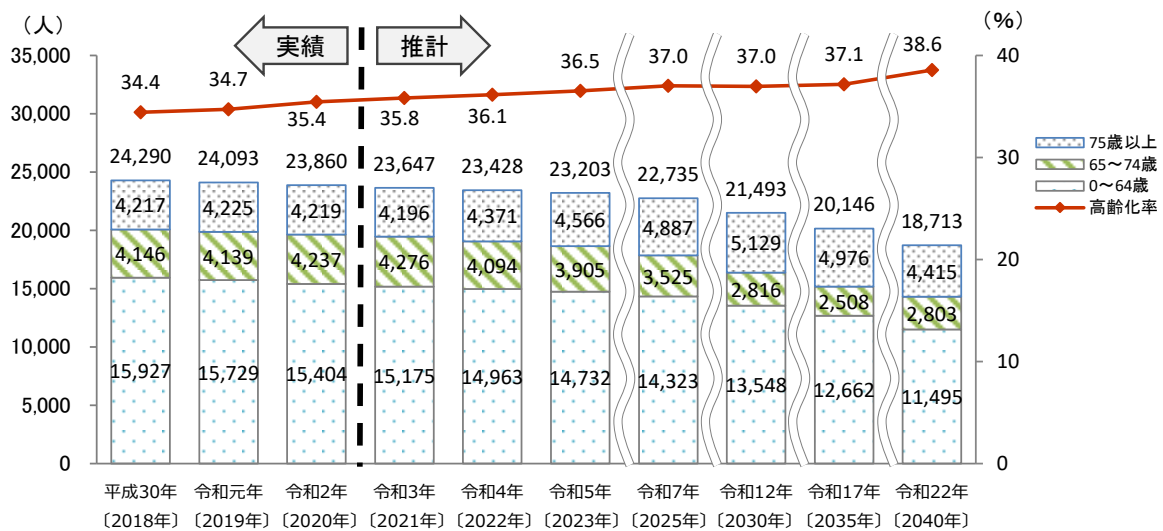 （人）
（%）
実績
推計
35,000
30,000
25,000
20,000
15,000
10,000
5,000
0
40
30
20
10
0
34.4 34.7 35.4 35.8 36.1 36.5 37.0 37.0 37.1 38.6
24,290 24,093 23,860 23,647 23,428 23,203 22,735 21,493 20,146 18,713
4,217 4,225 4,219 4,196 4,371 4,566 4,887 5,129 4,976 4,415
4,146 4,139 4,237 4,276 4,094 3,905 3,525 2,816 2,508 2,803
15,927 15,729 15,404 15,175 14,963 14,732 14,323 13,548 12,662 11,495
平成30年 令和元年 令和2年 令和3年 令和4年 令和5年 令和7年 令和12年 令和17年 令和22年
〔2018年〕 〔2019年〕 〔2020年〕 〔2021年〕 〔2022年〕 〔2023年〕 〔2025年〕 〔2030年〕 〔2035年〕 〔2040年〕
75歳以上
65～74歳
0～64歳
高齢化率